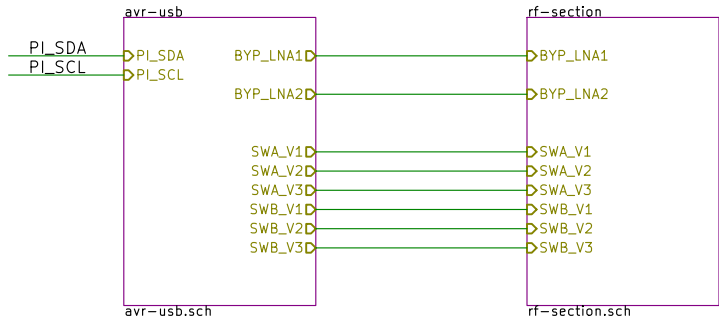 avr-usb rf-section
PI_SDA PI_SDA BYP_LNA1 BYP_LNA1
PI_SCL PI_SCL
BYP_LNA2 BYP_LNA2
SWA_V1 SWA_V1
SWA_V2 SWA_V2
SWA_V3 SWA_V3
SWB_V1 SWB_V1
SWB_V2 SWB_V2
SWB_V3 SWB_V3
avr-usb.sch rf-section.sch